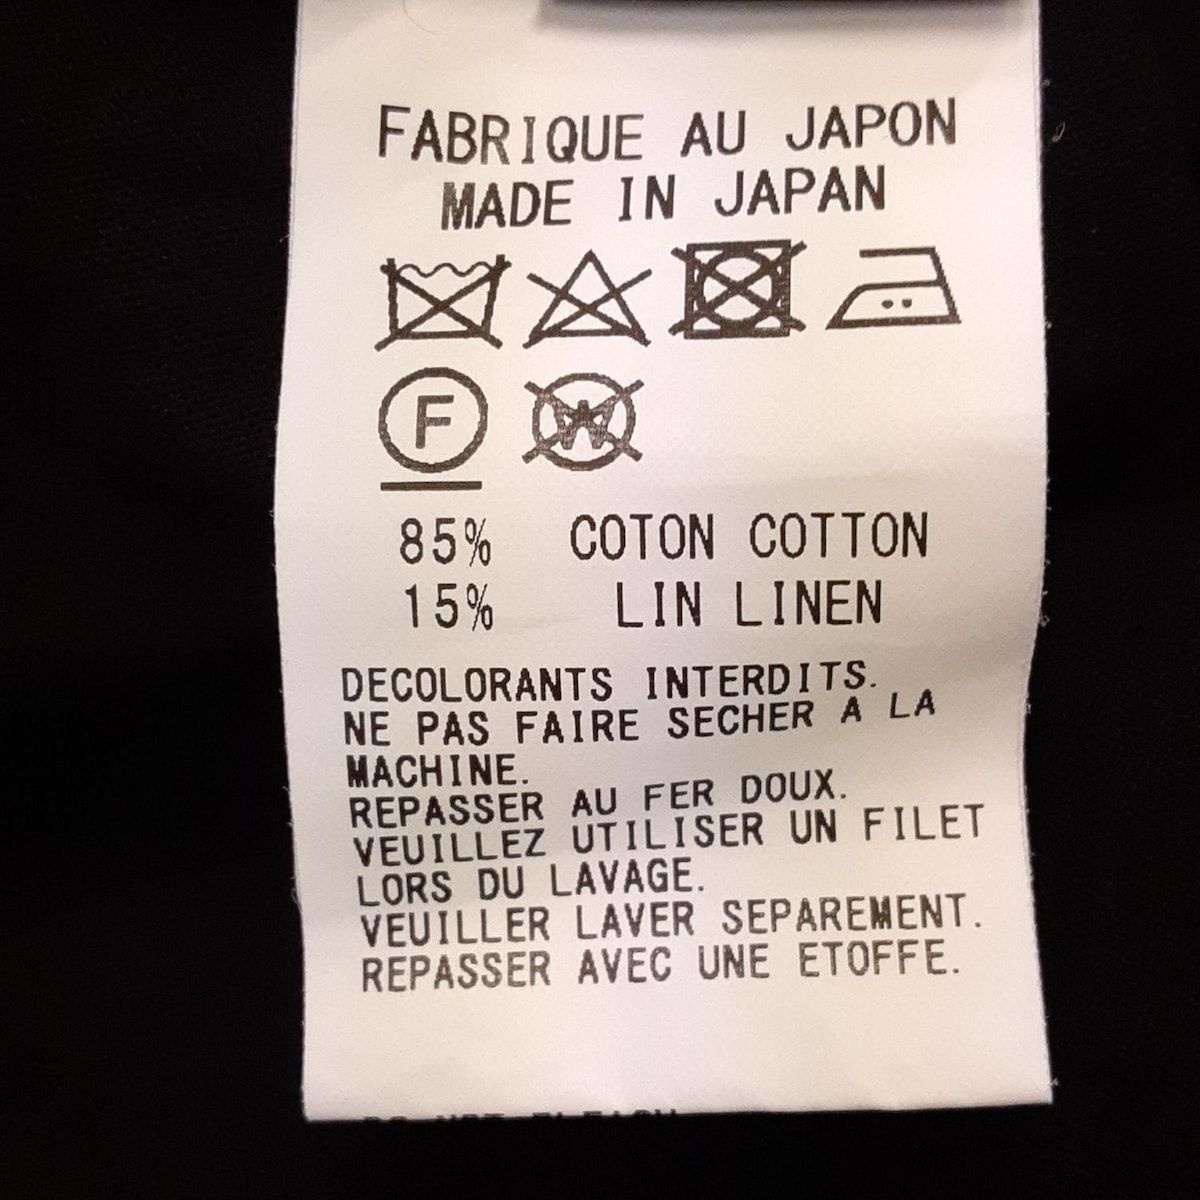 FABRIQUE AU JAPON
MADE IN JAPAN
F W
85% COTON COTTON
15% LIN LINEN
DECOLORANTS INTERDITS.
NE PAS FAIRE SECHER A LA
MACHINE.
REPASSER AU FER DOUX.
VEUILLEZ UTILISER UN FILET
LORS DU LAVAGE.
VEUILLER LAVER SEPAREMENT.
REPASSER AVEC UNE ETOFFE.